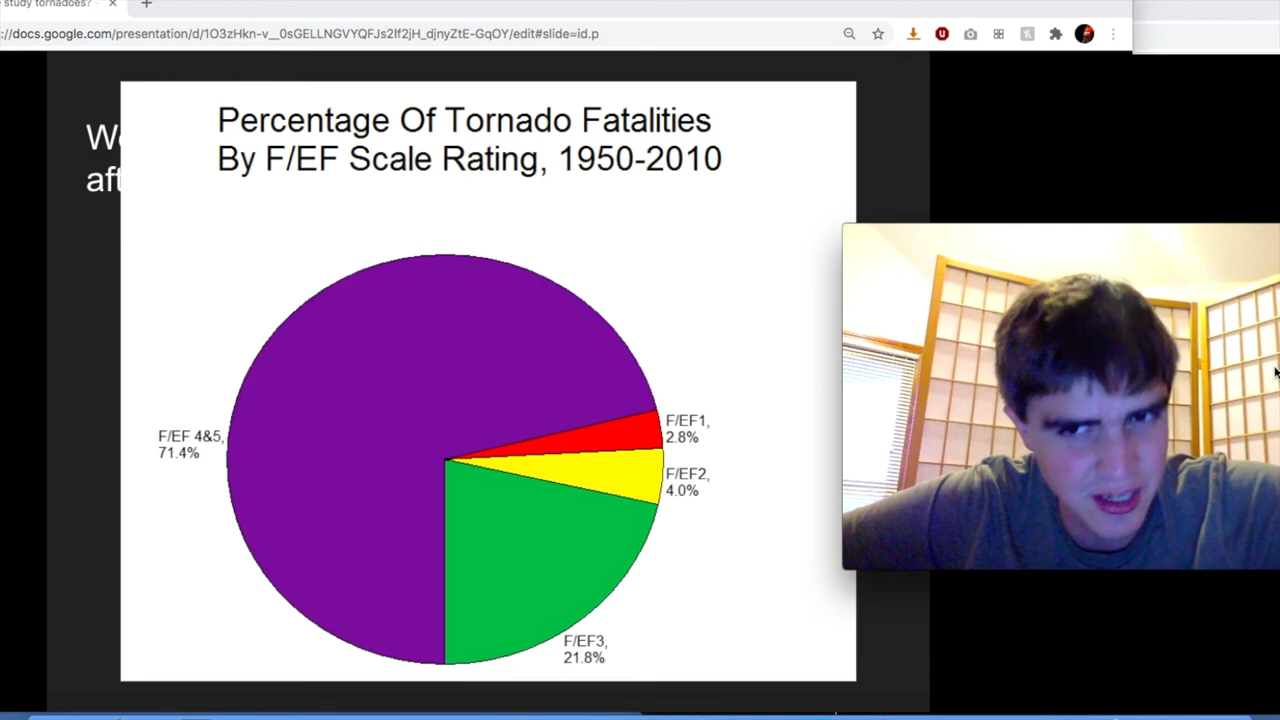 study tornadoes?
://docs.google.com/presentation/d/1O3zHkn-v__0sGELLNGVYQFJs2If2jH_djnyZtE-GqOY/edit#slide=id.p
Percentage Of Tornado Fatalities
By F/EF Scale Rating, 1950-2010
F/EF 4&5,
71.4%
F/EF1,
2.8%
F/EF2,
4.0%
F/EF3,
21.8%